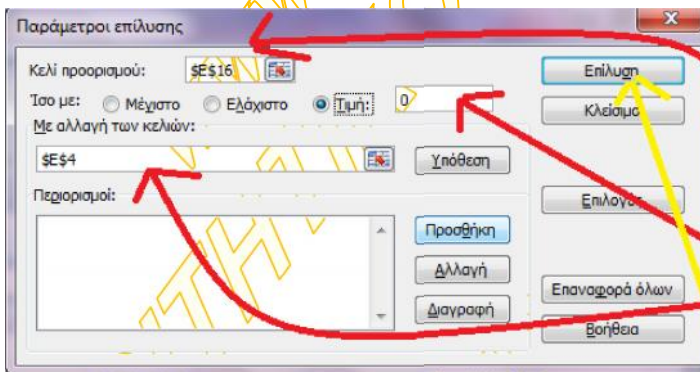 Παράμετροι επίλυσης
Κελί προορισμού: $E$16
Ίσο με: Μέγιστο Ελάχιστο Τιμή: 0
Με αλλαγή των κελιών:
$E$4
Υπόθεση
Περιορισμοί:
Προσθήκη
Αλλαγή
Διαγραφή
Επίλυση
Κλείσιμο
Επιλογές
Επαναφορά όλων
Βοήθεια